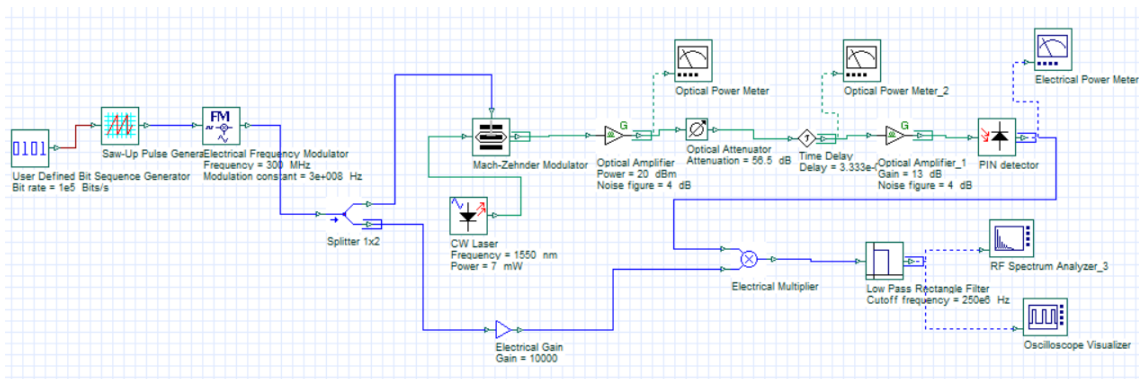 0101
User Defined Bit Sequence Generator
Bit rate = 1e5 Bits/s
Saw-Up Pulse Genera
FM
Electrical Frequency Modulator
Frequency = 300 MHz
Modulation constant = 3e+008 Hz
Splitter 1x2
Mach-Zehnder Modulator
CW Laser
Frequency = 1550 nm
Power = 7 mW
Electrical Gain
Gain = 10000
G
Optical Amplifier
Power = 20 dBm
Noise figure = 4 dB
Optical Power Meter
Optical Attenuator
Attenuation = 56.5 dB
Time Delay
Delay = 3.333e-
Optical Power Meter_2
G
Optical Amplifier_1
Gain = 13 dB
Noise figure = 4 dB
PIN detector
Electrical Power Meter
Electrical Multiplier
Low Pass Rectangle Filter
Cutoff frequency = 250e6 Hz
RF Spectrum Analyzer_3
Oscilloscope Visualizer